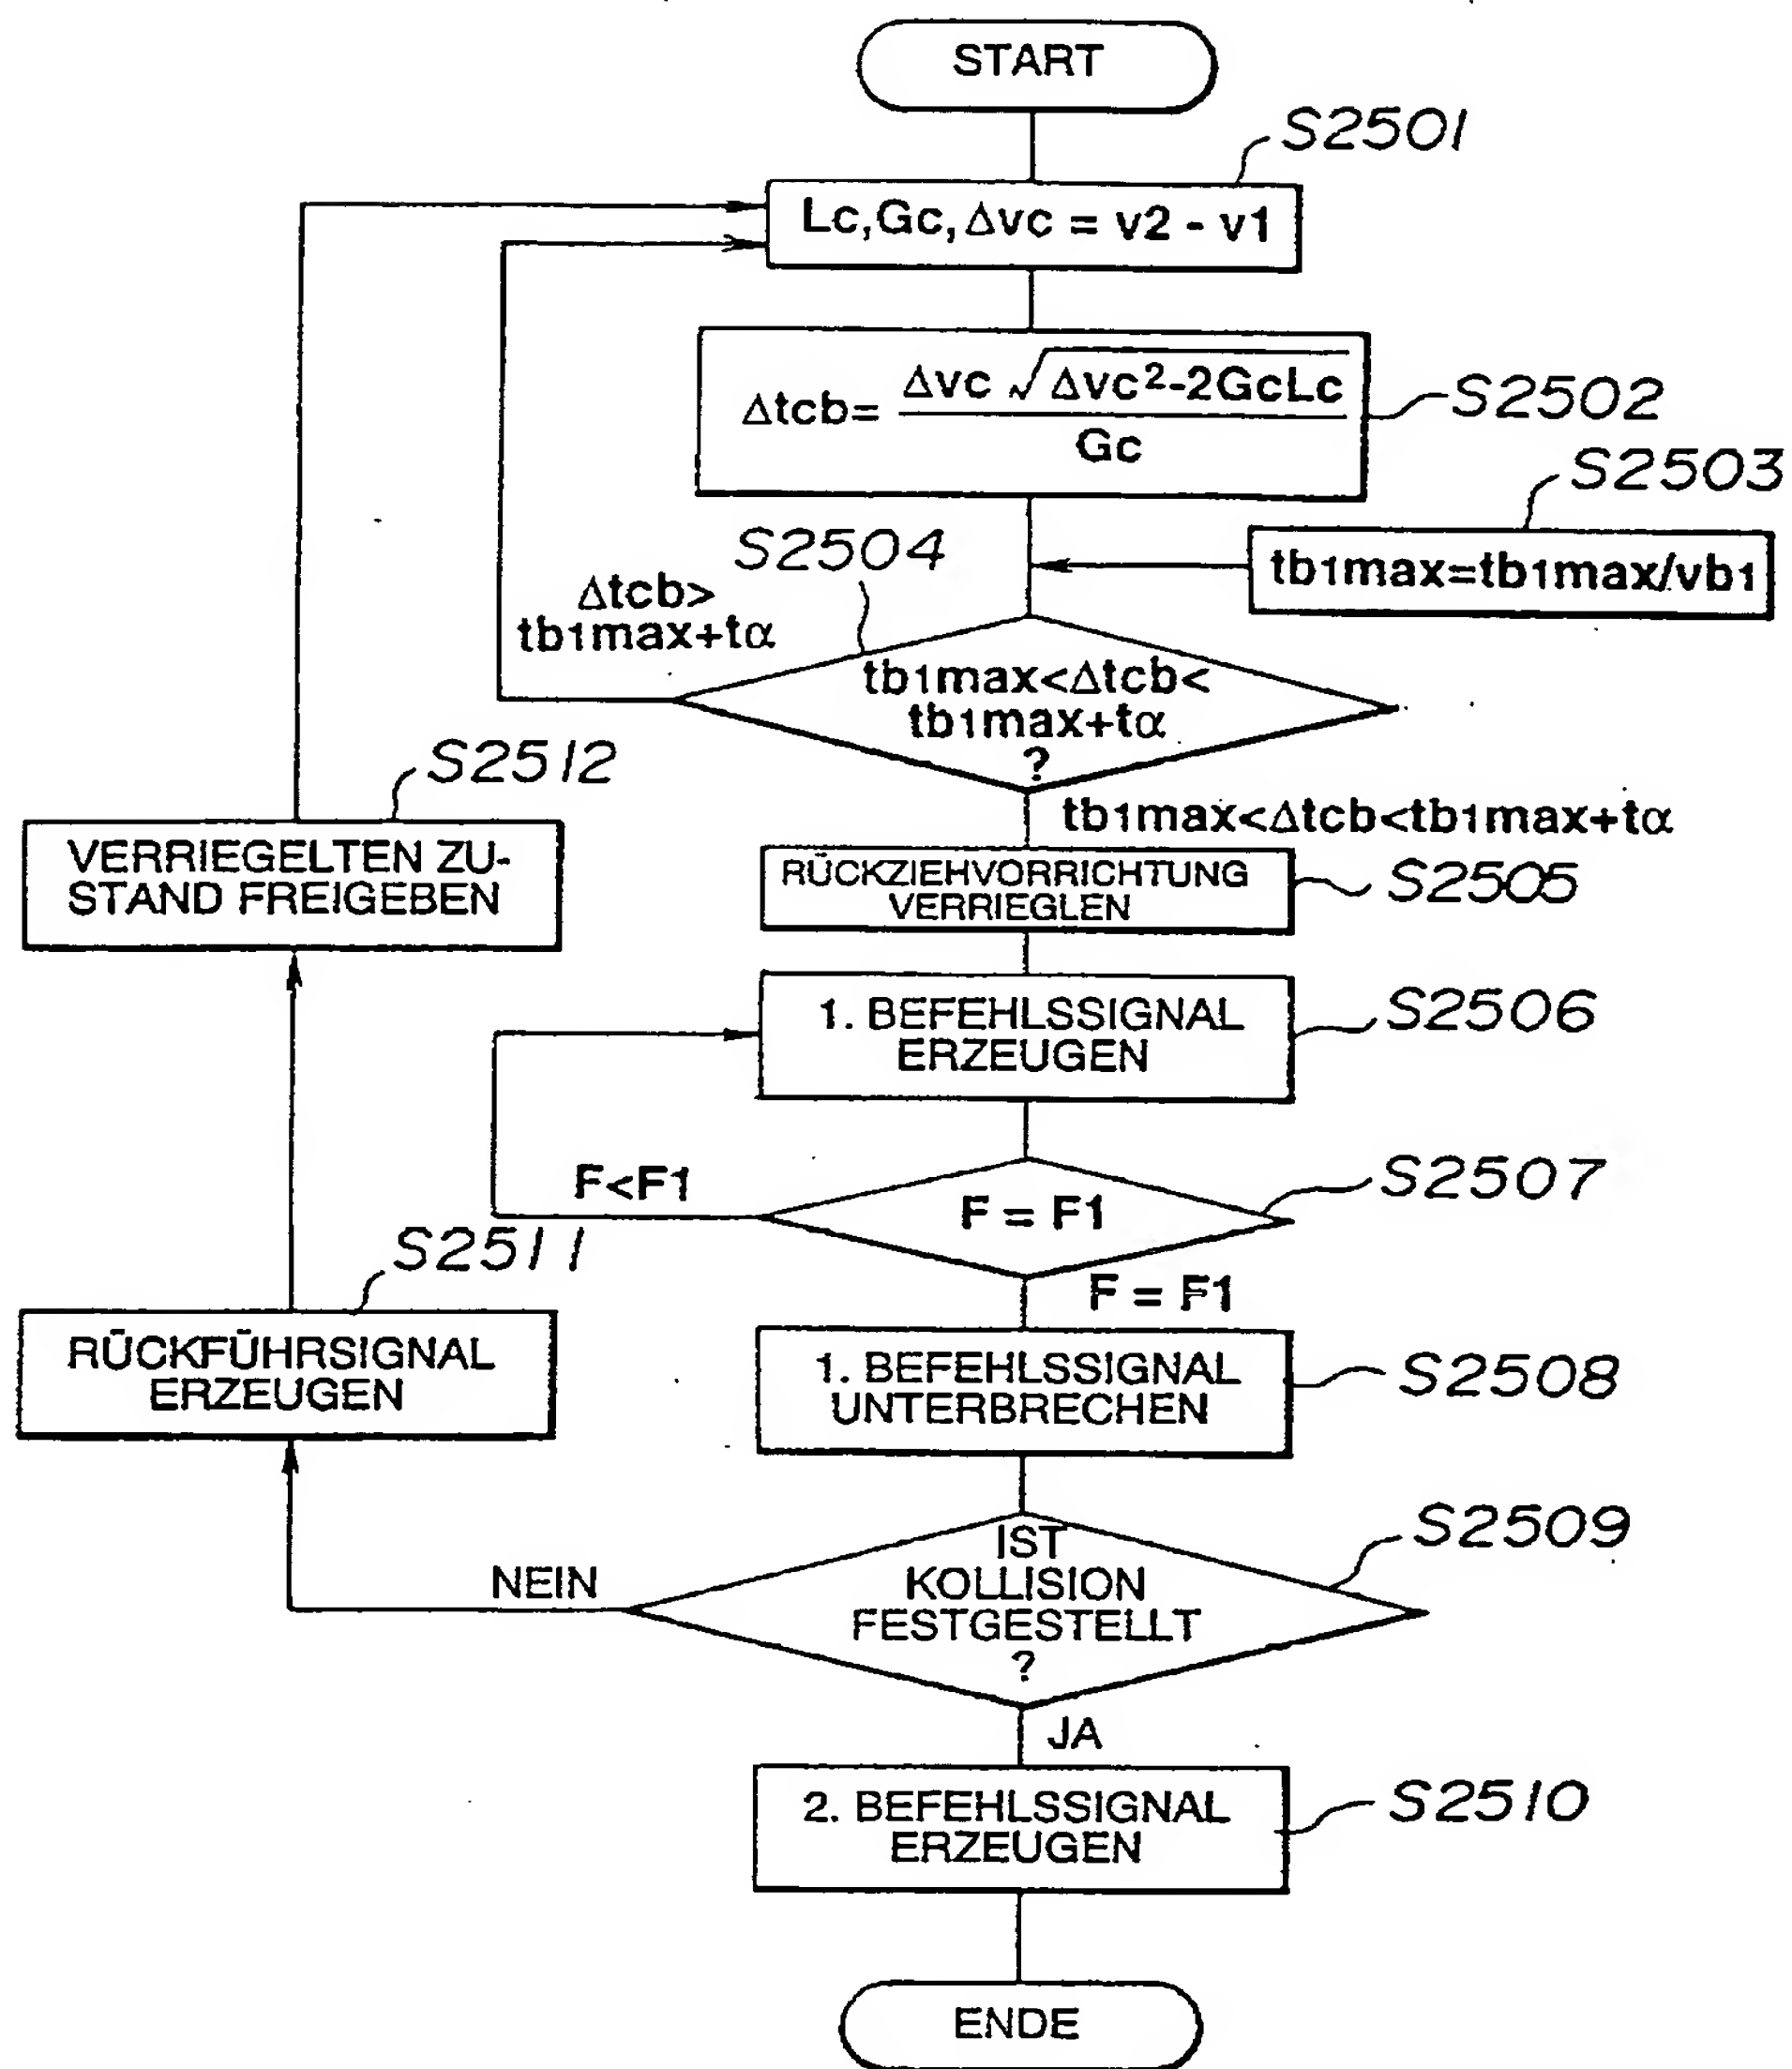 START
S2501
Lc,Gc,Δvc = v2 - v1
Δtcb= Δvc √Δvc²-2GcLc
Gc
S2502
S2503
tb1max=tb1max/vb1
S2504
Δtcb>
tb1max+tα
tb1max<Δtcb<
tb1max+tα
?
tb1max<Δtcb<tb1max+tα
S2512
VERRIEGELTEN ZU-
STAND FREIGEBEN
RÜCKZIEHVORRICHTUNG
VERRIEGLEN
S2505
1. BEFEHLSSIGNAL
ERZEUGEN
S2506
F<F1
F = F1
S2507
F = F1
S2511
RÜCKFÜHRSIGNAL
ERZEUGEN
1. BEFEHLSSIGNAL
UNTERBRECHEN
S2508
IST
KOLLISION
FESTGESTELLT
?
S2509
NEIN
JA
2. BEFEHLSSIGNAL
ERZEUGEN
S2510
ENDE